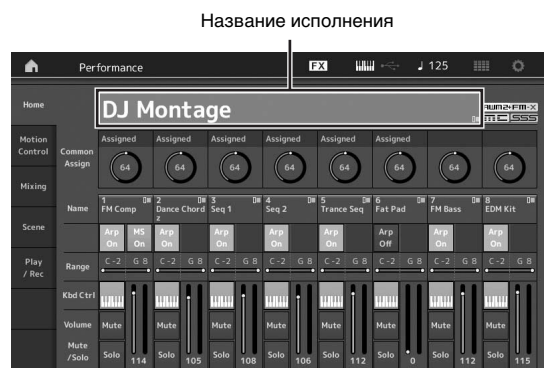 Название исполнения
Performance FX 125
Home
DJ Montage
AWM2+FM-X
Motion Control
Common Assign
Assigned Assigned Assigned Assigned Assigned Assigned
64 64 64 64 64 64 64 64
Mixing
Name
1 FM Comp
2 Dance Chordz
3 Seq 1
4 Seq 2
5 Trance Seq
6 Fat Pad
7 FM Bass
8 EDM Kit
Scene
Arp On MS On Arp On Arp On Arp On Arp On Arp Off Arp On Arp On
Play / Rec
Range C -2 G 8 C -2 G 8 C -2 G 8 C -2 G 8 C -2 G 8 C -2 G 8 C -2 G 8 C -2 G 8
Kbd Ctrl
Volume Mute Mute Mute Mute Mute Mute Mute Mute
Mute /Solo Solo 114 Solo 105 Solo 108 Solo 106 Solo 112 Solo 0 Solo 112 Solo 115